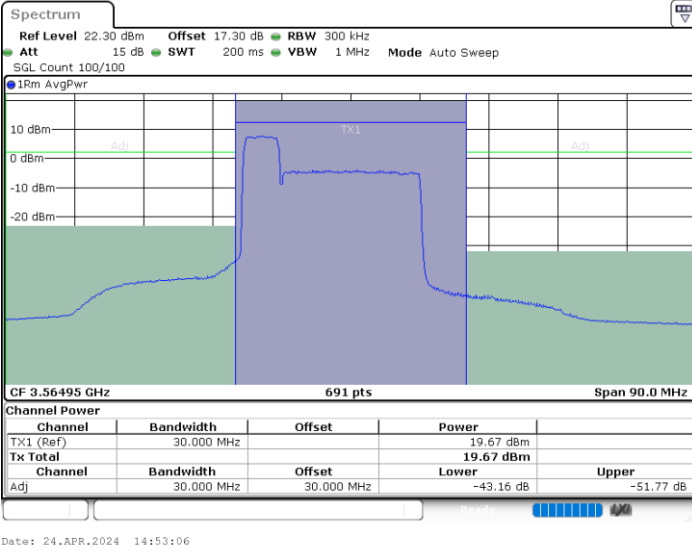 Spectrum
Ref Level 22.30 dBm Offset 17.30 dB RBW 300 kHz
Att 15 dB SWT 200 ms VBW 1 MHz Mode Auto Sweep
SGL Count 100/100
1Rm AvgPwr
10 dBm
TX1
Adj Adj
0 dBm
-10 dBm
-20 dBm
CF 3.56495 GHz 691 pts Span 90.0 MHz
Channel Power
Channel Bandwidth Offset Power
TX1 (Ref) 30.000 MHz 19.67 dBm
Tx Total 19.67 dBm
Channel Bandwidth Offset Lower Upper
Adj 30.000 MHz 30.000 MHz -43.16 dB -51.77 dB
Ready
Date: 24.APR.2024 14:53:06